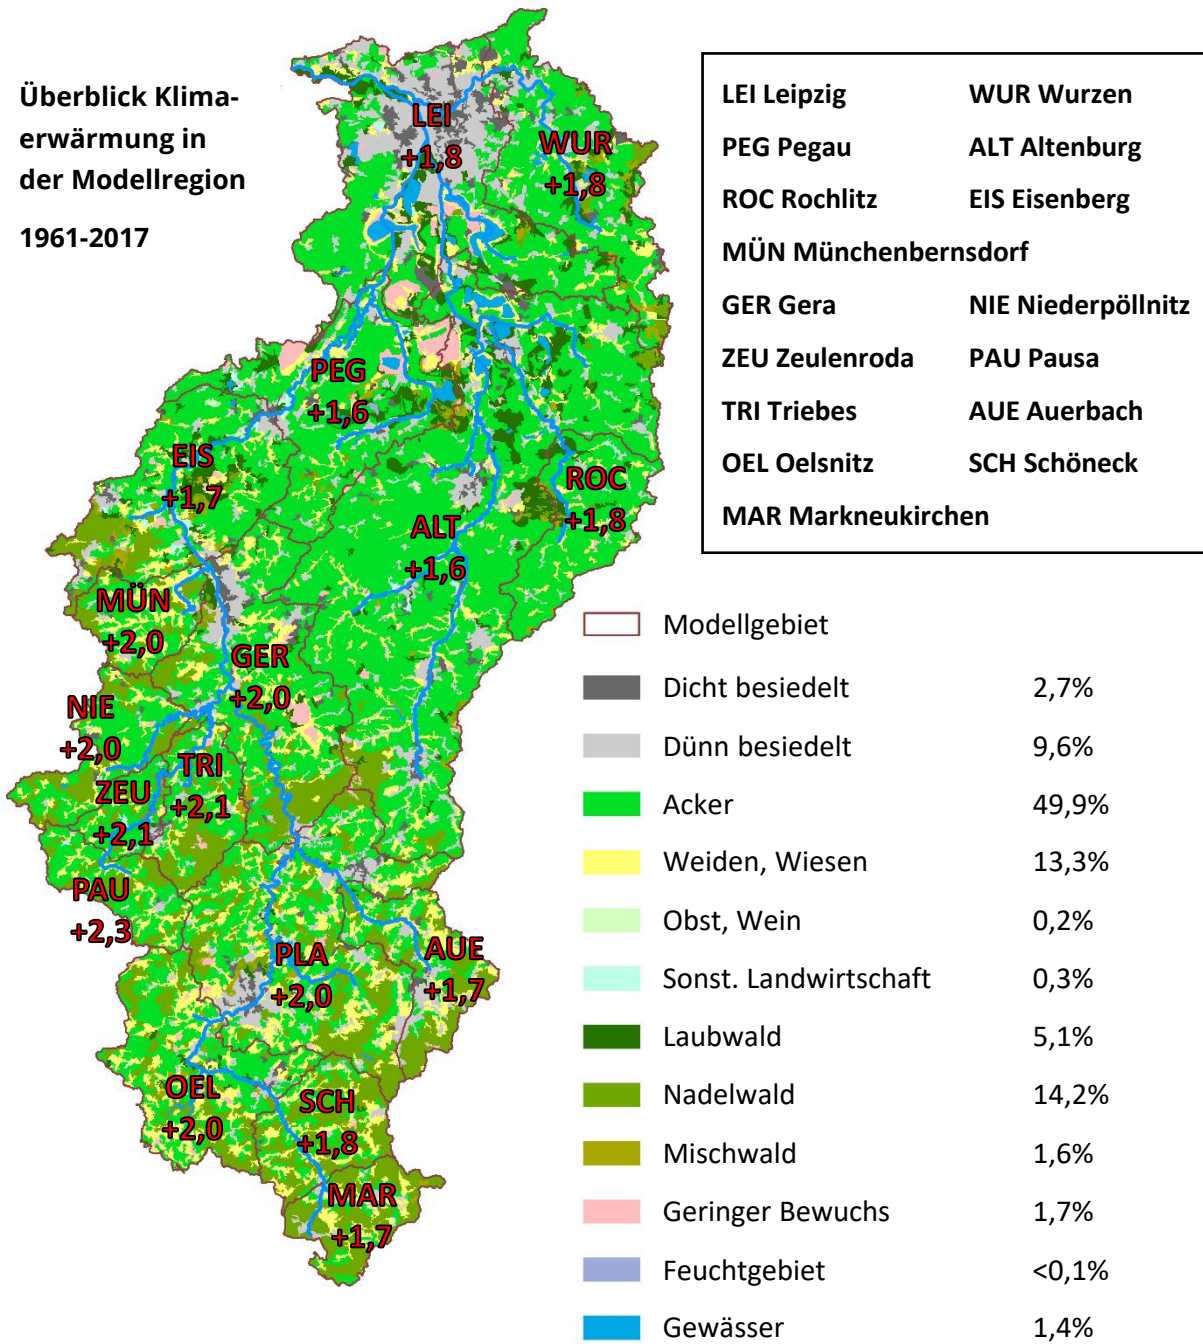 Überblick Klima-
erwärmung in
der Modellregion
1961-2017
LEI Leipzig WUR Wurzen
PEG Pegau ALT Altenburg
ROC Rochlitz EIS Eisenberg
MÜN Münchenbernsdorf
GER Gera NIE Niederpöllnitz
ZEU Zeulenroda PAU Pausa
TRI Triebes AUE Auerbach
OEL Oelsnitz SCH Schöneck
MAR Markneukirchen
LEI
+1,8
WUR
+1,8
PEG
+1,6
EIS
+1,7
ROC
+1,8
ALT
+1,6
MÜN
+2,0
GER
+2,0
NIE
+2,0
TRI
+2,1
ZEU
+2,1
PAU
+2,3
PLA
+2,0
AUE
+1,7
OEL
+2,0
SCH
+1,8
MAR
+1,7
Modellgebiet
Dicht besiedelt 2,7%
Dünn besiedelt 9,6%
Acker 49,9%
Weiden, Wiesen 13,3%
Obst, Wein 0,2%
Sonst. Landwirtschaft 0,3%
Laubwald 5,1%
Nadelwald 14,2%
Mischwald 1,6%
Geringer Bewuchs 1,7%
Feuchtgebiet <0,1%
Gewässer 1,4%